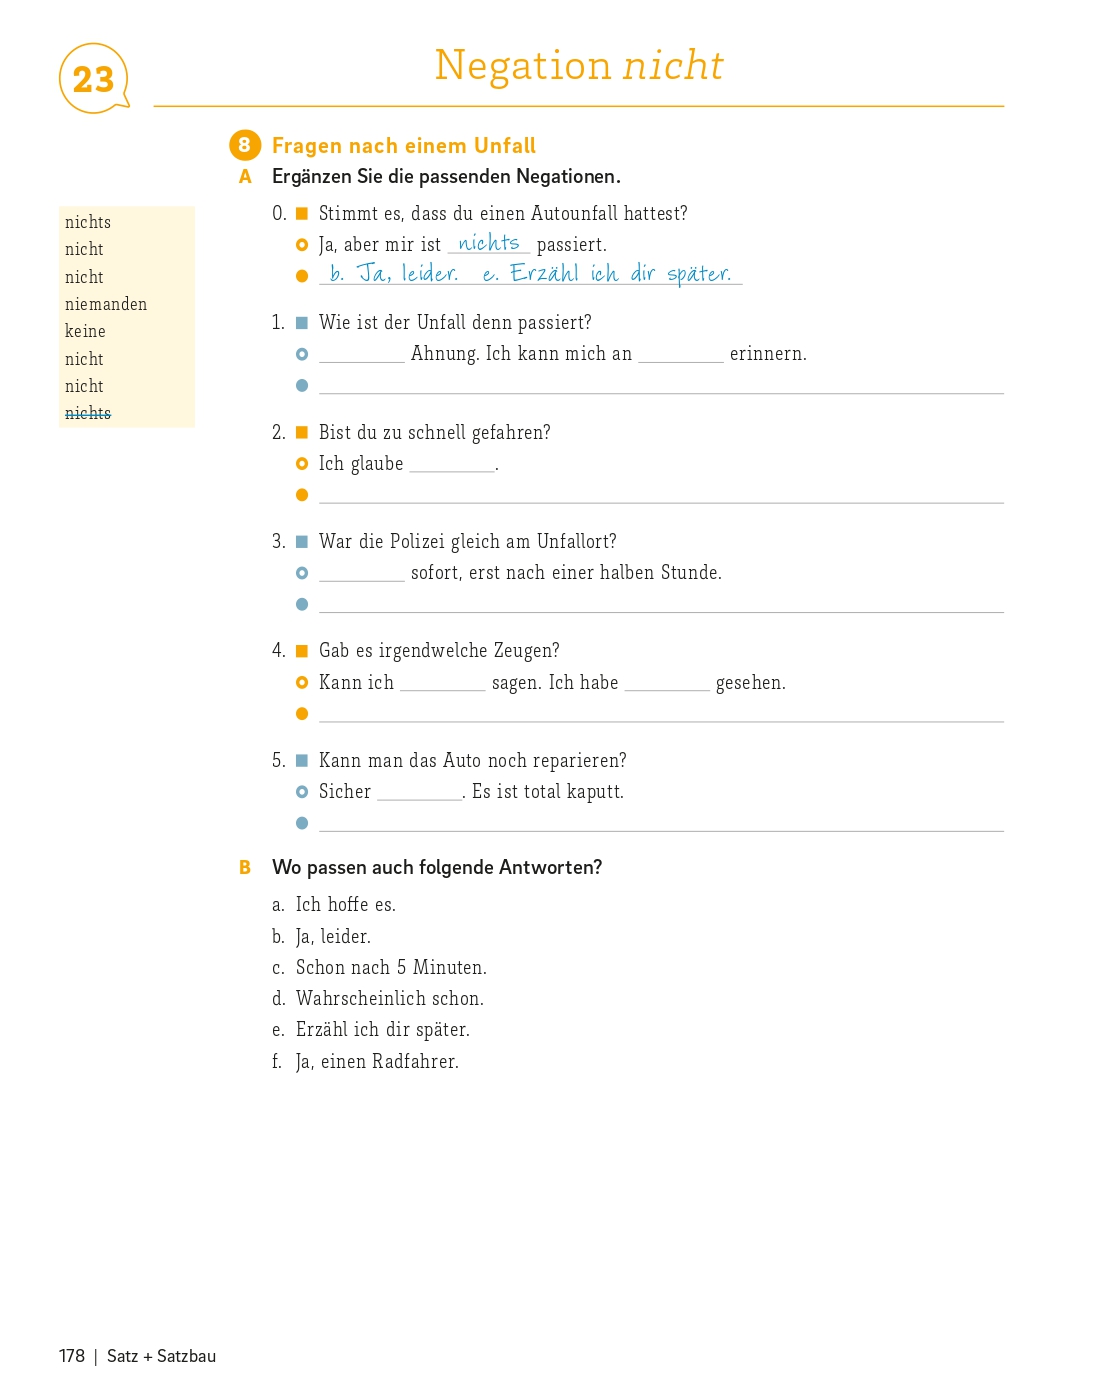 23
Negation nicht
8 Fragen nach einem Unfall
A Ergänzen Sie die passenden Negationen.
nichts
nicht
nicht
niemanden
keine
nicht
nicht
nichts
0. Stimmt es, dass du einen Autounfall hattest?
Ja, aber mir ist nichts passiert.
b. Ja, leider. e. Erzähl ich dir später.
1. Wie ist der Unfall denn passiert?
________ Ahnung. Ich kann mich an ________ erinnern.
2. Bist du zu schnell gefahren?
Ich glaube ________.
3. War die Polizei gleich am Unfallort?
________ sofort, erst nach einer halben Stunde.
4. Gab es irgendwelche Zeugen?
Kann ich ________ sagen. Ich habe ________ gesehen.
5. Kann man das Auto noch reparieren?
Sicher ________. Es ist total kaputt.
B Wo passen auch folgende Antworten?
a. Ich hoffe es.
b. Ja, leider.
c. Schon nach 5 Minuten.
d. Wahrscheinlich schon.
e. Erzähl ich dir später.
f. Ja, einen Radfahrer.
178 | Satz + Satzbau